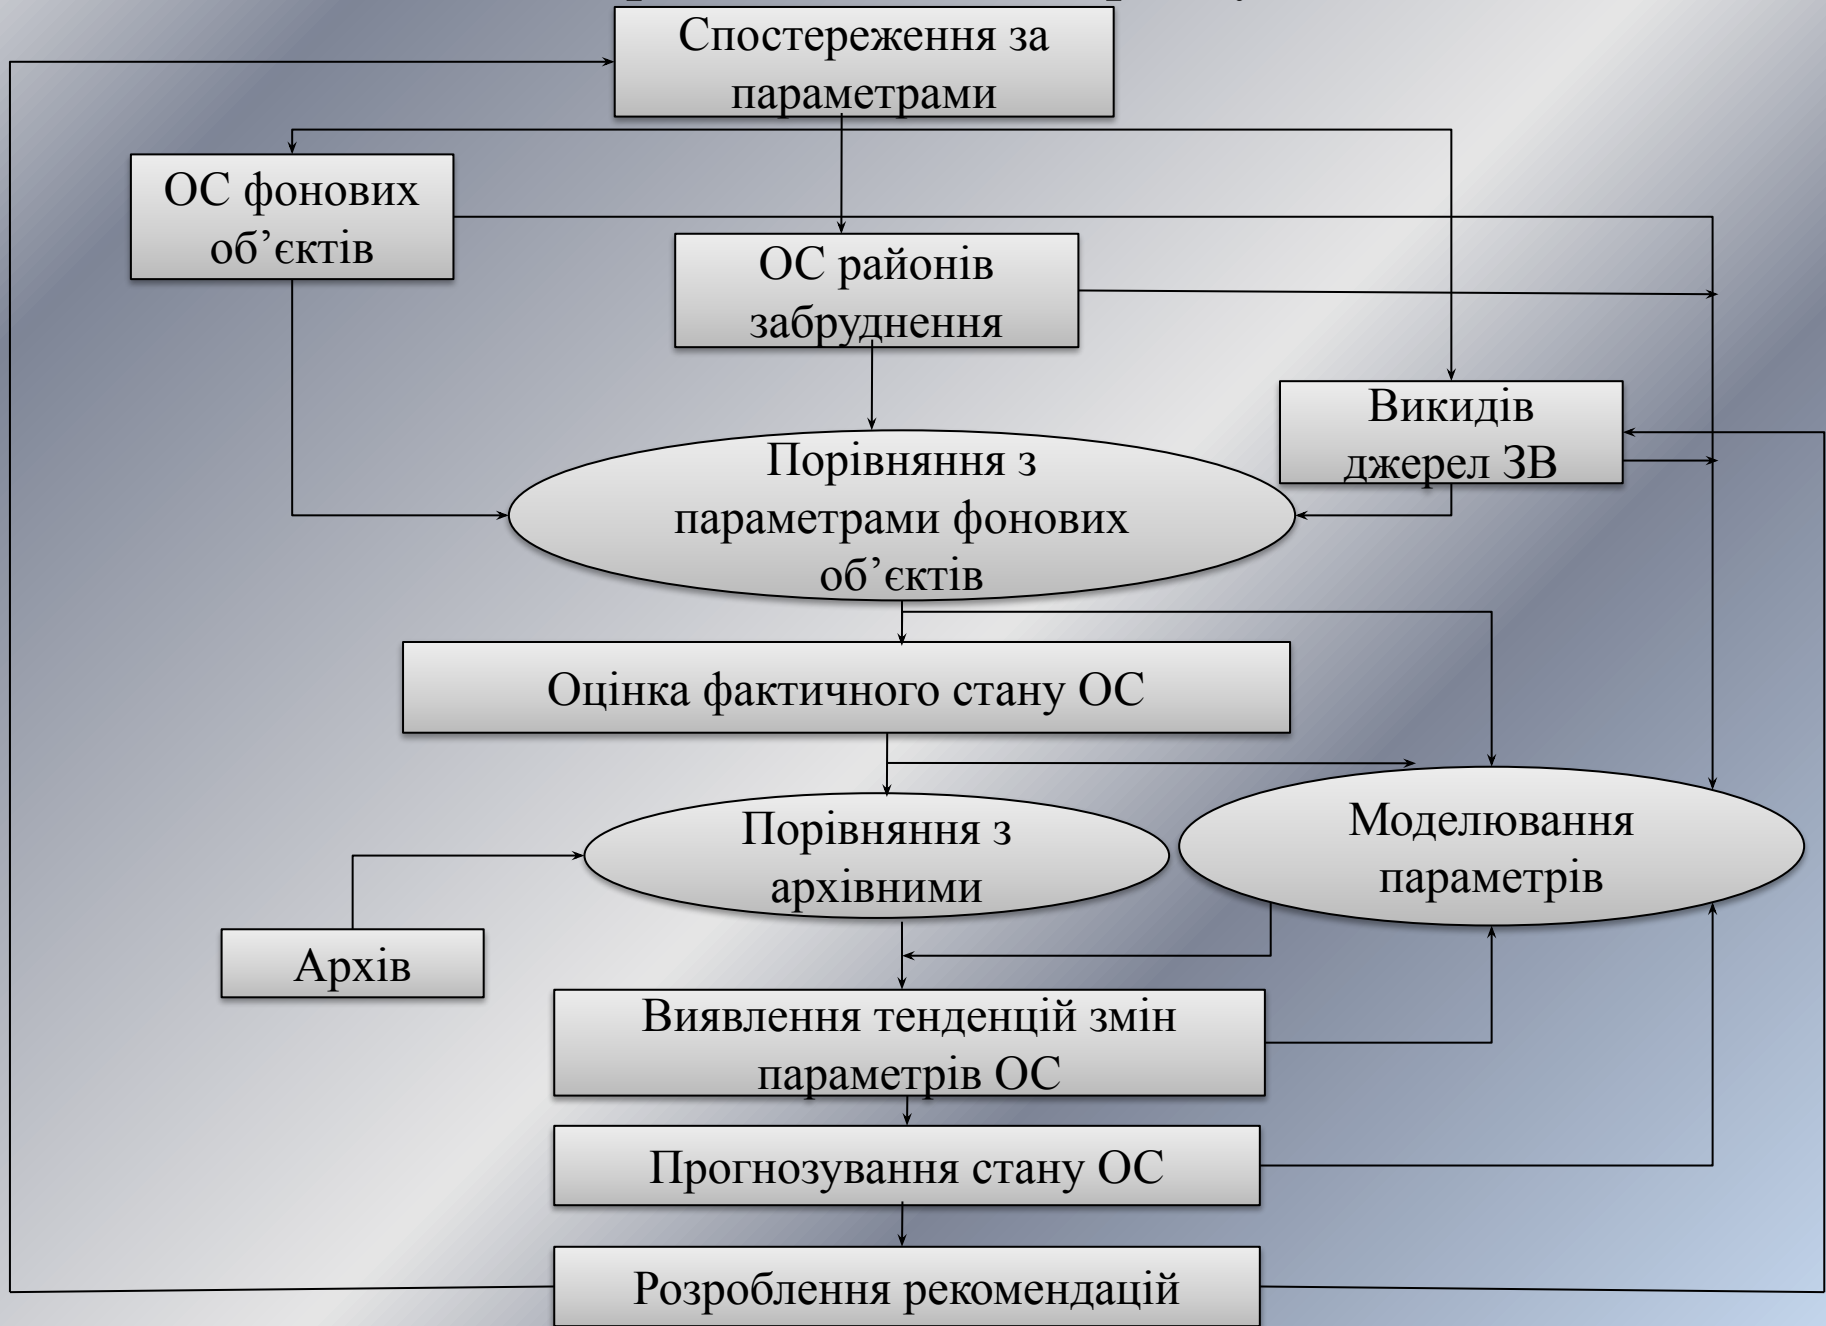 Спостереження за
параметрами
ОС фонових
об’єктів
ОС районів
забруднення
Викидів
джерел ЗВ
Порівняння з
параметрами фонових
об’єктів
Оцінка фактичного стану ОС
Порівняння з
архівними
Моделювання
параметрів
Архів
Виявлення тенденцій змін
параметрів ОС
Прогнозування стану ОС
Розроблення рекомендацій